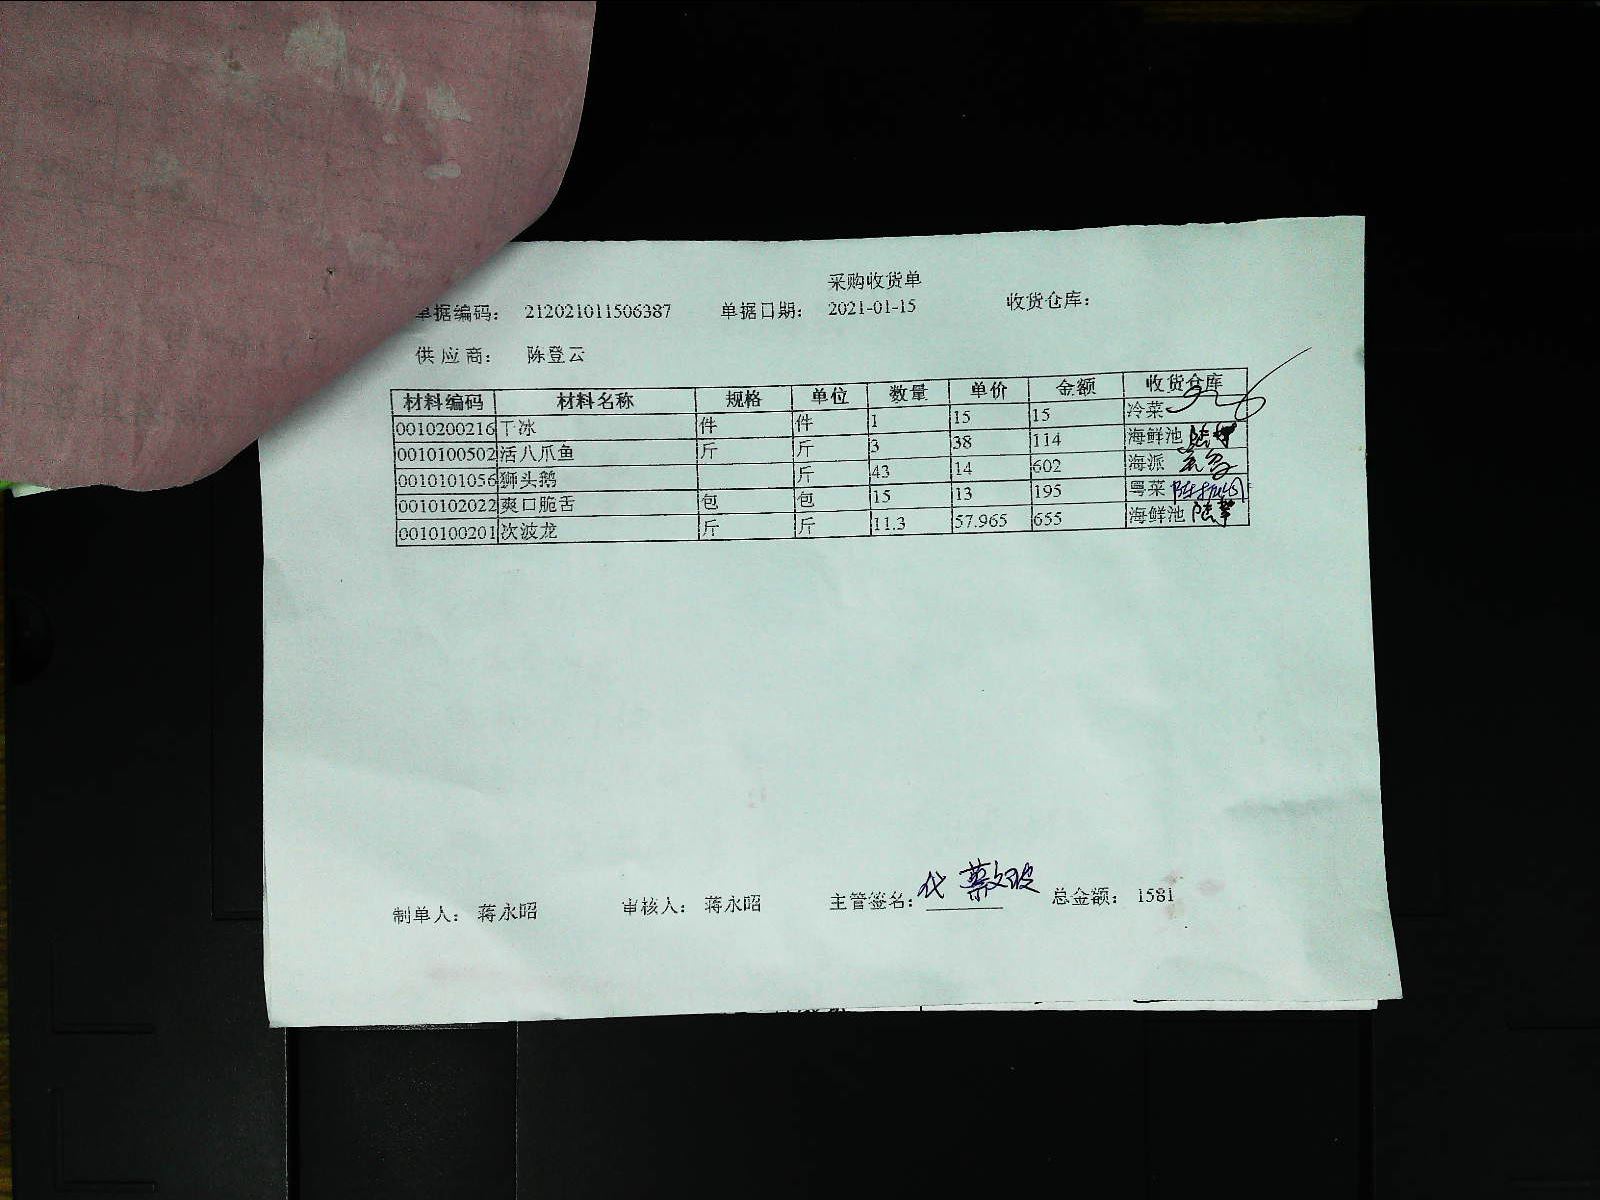 采购收货单
单据编码： 212021011506387 单据日期： 2021-01-15 收货仓库：
供应商： 陈登云
材料编码 材料名称 规格 单位 数量 单价 金额 收货仓库
0010200216 干冰 件 件 1 15 15 冷菜
0010100502 活八爪鱼 斤 斤 3 38 114 海鲜池
0010101056 狮头鹅 斤 43 14 602 海派
0010102022 爽口脆舌 包 包 15 13 195 粤菜
0010100201 次波龙 斤 斤 11.3 57.965 655 海鲜池
制单人： 蒋永昭 审核人： 蒋永昭 主管签名： 代 总金额： 1581